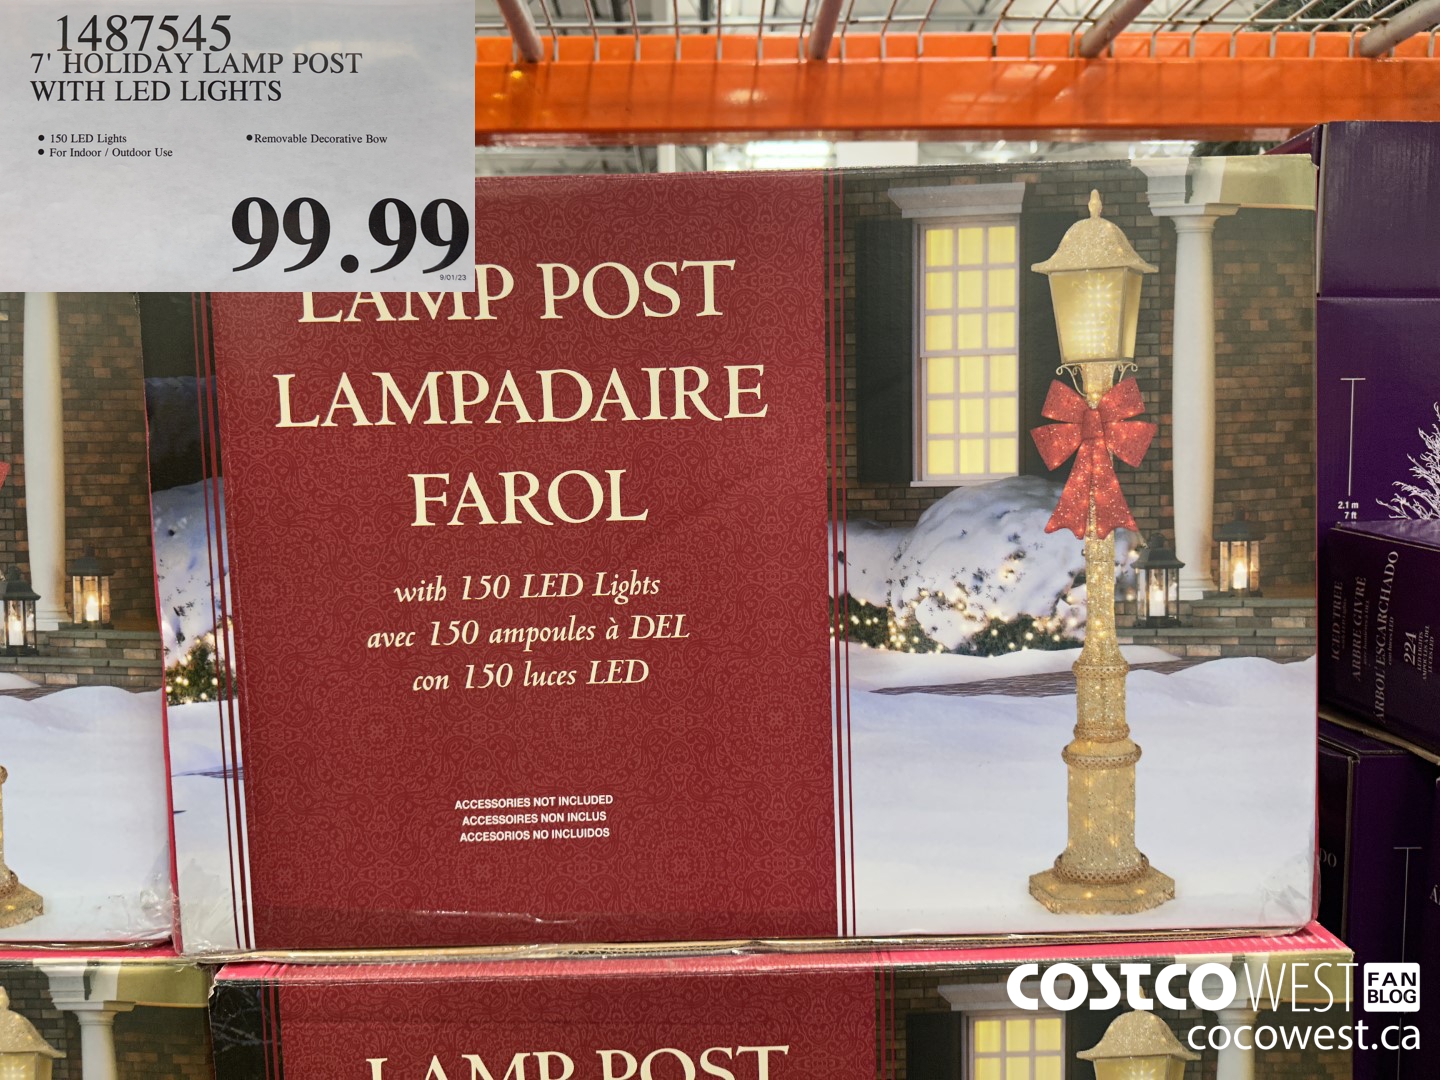 1487545
7' HOLIDAY LAMP POST
WITH LED LIGHTS
● 150 LED Lights
● For Indoor / Outdoor Use
● Removable Decorative Bow
99.99
9/01/23
LAMP POST
LAMPADAIRE
FAROL
with 150 LED Lights
avec 150 ampoules à DEL
con 150 luces LED
ACCESSORIES NOT INCLUDED
ACCESSOIRES NON INCLUS
ACCESORIOS NO INCLUIDOS
2.1 m
7 ft
ICED TREE
ARBRE GIVRÉ
ÁRBOL ESCARCHADO
224
LAMP POST
COSTCO WEST FAN BLOG
cocowest.ca